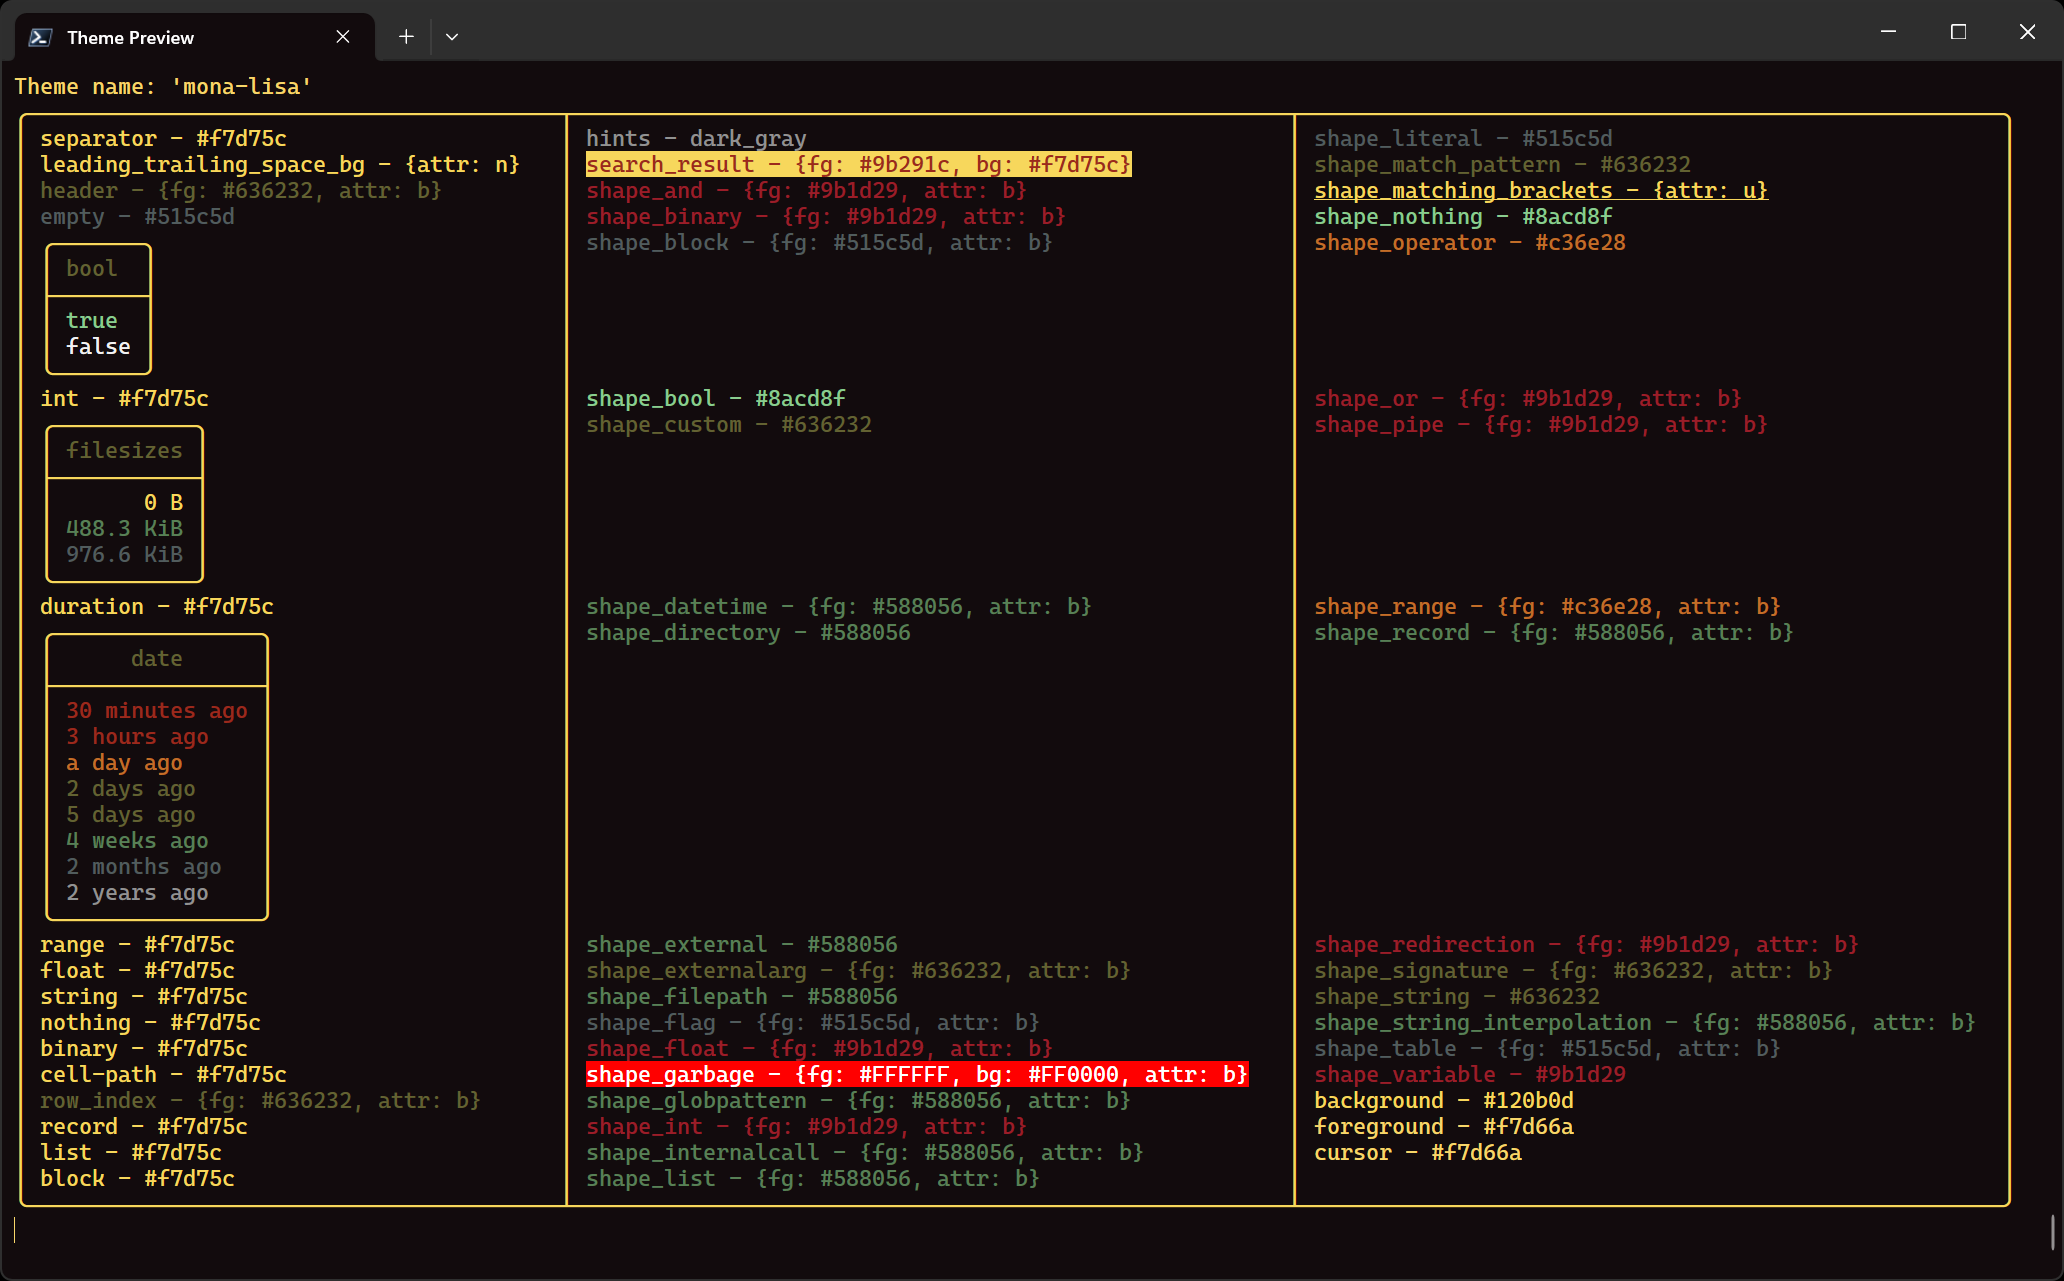 Theme Preview
Theme name: 'mona-lisa'
separator - #f7d75c
leading_trailing_space_bg - {attr: n}
header - {fg: #636232, attr: b}
empty - #515c5d
bool
true
false
int - #f7d75c
filesizes
0 B
488.3 KiB
976.6 KiB
duration - #f7d75c
date
30 minutes ago
3 hours ago
a day ago
2 days ago
5 days ago
4 weeks ago
2 months ago
2 years ago
range - #f7d75c
float - #f7d75c
string - #f7d75c
nothing - #f7d75c
binary - #f7d75c
cell-path - #f7d75c
row_index - {fg: #636232, attr: b}
record - #f7d75c
list - #f7d75c
block - #f7d75c
hints - dark_gray
search_result - {fg: #9b291c, bg: #f7d75c}
shape_and - {fg: #9b1d29, attr: b}
shape_binary - {fg: #9b1d29, attr: b}
shape_block - {fg: #515c5d, attr: b}
shape_bool - #8acd8f
shape_custom - #636232
shape_datetime - {fg: #588056, attr: b}
shape_directory - #588056
shape_external - #588056
shape_externalarg - {fg: #636232, attr: b}
shape_filepath - #588056
shape_flag - {fg: #515c5d, attr: b}
shape_float - {fg: #9b1d29, attr: b}
shape_garbage - {fg: #FFFFFF, bg: #FF0000, attr: b}
shape_globpattern - {fg: #588056, attr: b}
shape_int - {fg: #9b1d29, attr: b}
shape_internalcall - {fg: #588056, attr: b}
shape_list - {fg: #588056, attr: b}
shape_literal - #515c5d
shape_match_pattern - #636232
shape_matching_brackets - {attr: u}
shape_nothing - #8acd8f
shape_operator - #c36e28
shape_or - {fg: #9b1d29, attr: b}
shape_pipe - {fg: #9b1d29, attr: b}
shape_range - {fg: #c36e28, attr: b}
shape_record - {fg: #588056, attr: b}
shape_redirection - {fg: #9b1d29, attr: b}
shape_signature - {fg: #636232, attr: b}
shape_string - #636232
shape_string_interpolation - {fg: #588056, attr: b}
shape_table - {fg: #515c5d, attr: b}
shape_variable - #9b1d29
background - #120b0d
foreground - #f7d66a
cursor - #f7d66a